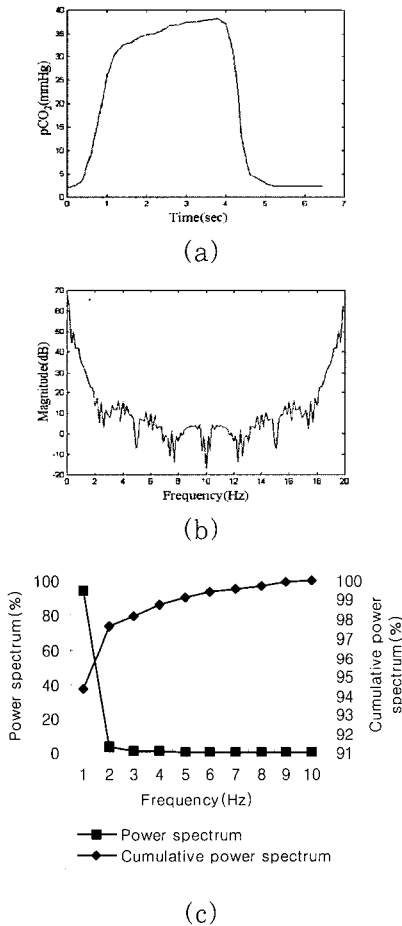 40
35
30
25
20
15
10
5
0
pCO₂(mmHg)
0 1 2 3 4 5 6 7
Time(sec)
(a)
70
60
50
40
30
20
10
0
-10
-20
Magnitude(dB)
0 2 4 6 8 10 12 14 16 18 20
Frequency(Hz)
(b)
100
80
60
40
20
0
Power spectrum(%)
100
99
98
97
96
95
94
93
92
91
Cumulative power
spectrum(%)
1 2 3 4 5 6 7 8 9 10
Frequency(Hz)
Power spectrum
Cumulative power spectrum
(c)